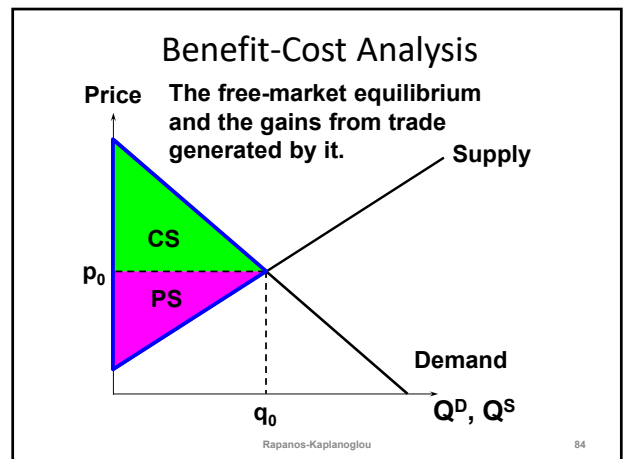 Benefit-Cost Analysis
Price
The free-market equilibrium
and the gains from trade
generated by it.
Supply
CS
p₀
PS
Demand
q₀
Qᴰ, Qˢ
Rapanos-Kaplanoglou
84